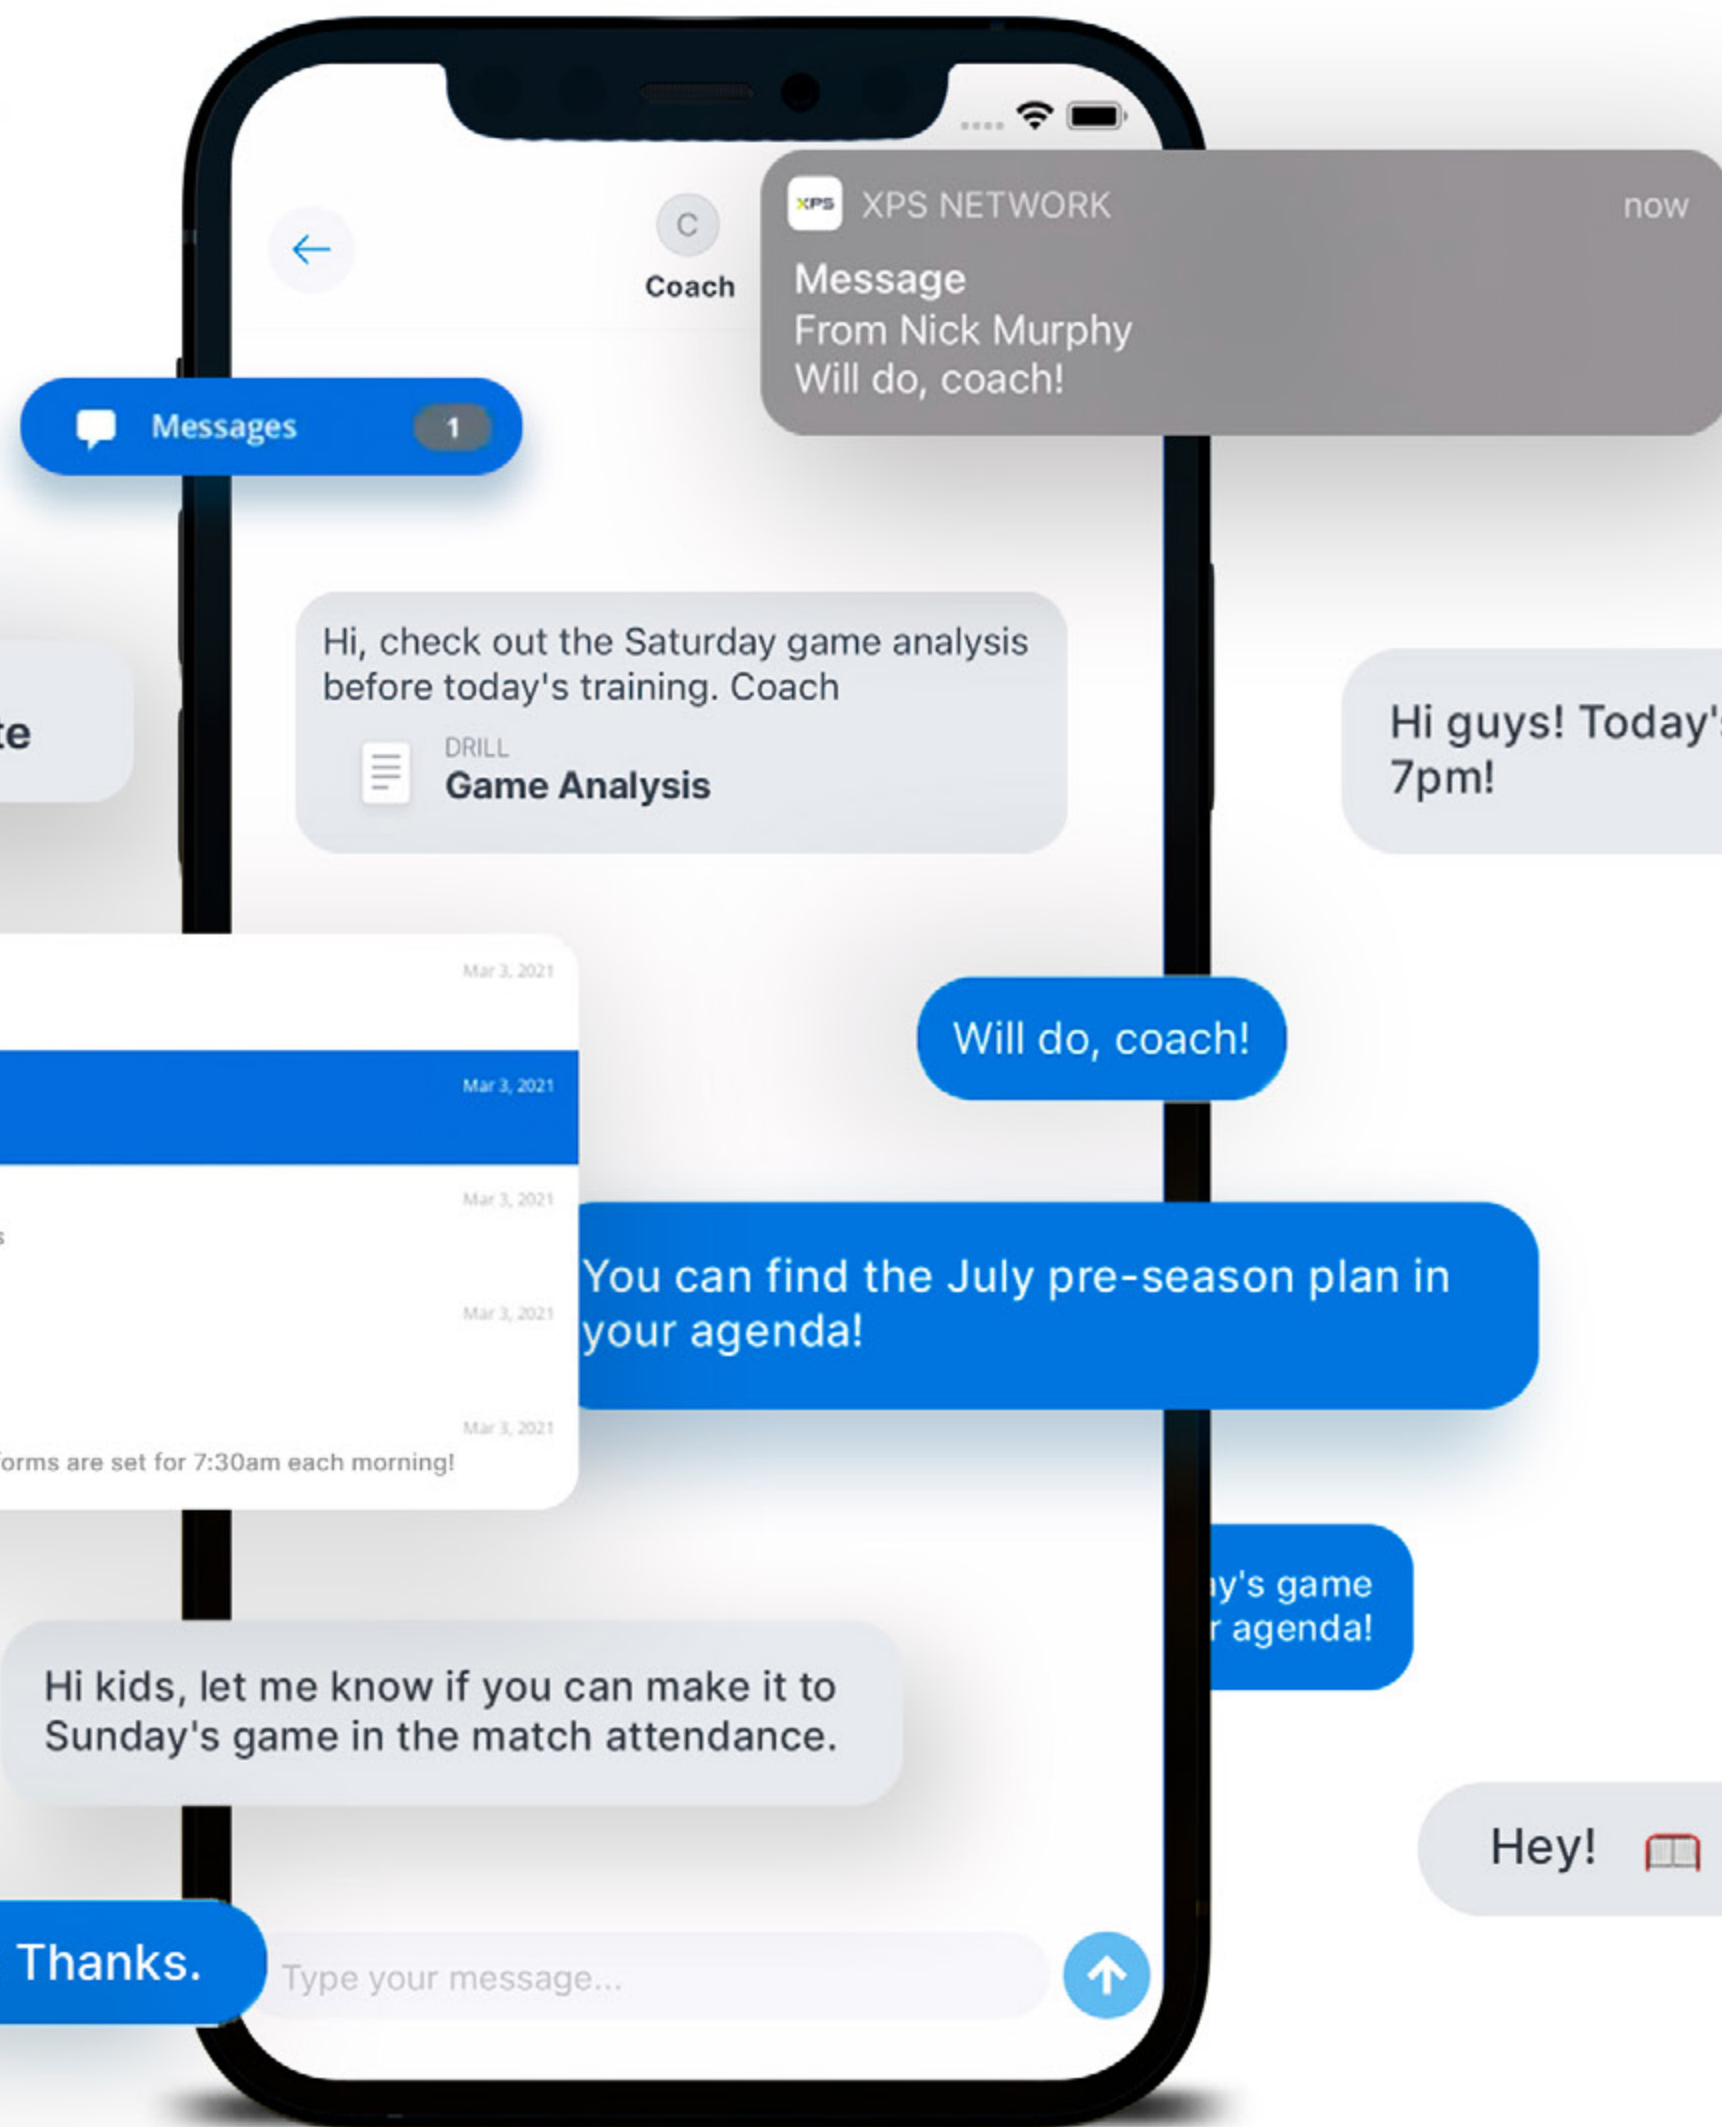 XPS NETWORK
now
C
Coach
Message
From Nick Murphy
Will do, coach!
Messages
1
Hi, check out the Saturday game analysis
before today's training. Coach
DRILL
Game Analysis
Hi guys! Today's
7pm!
Mar 3, 2021
Will do, coach!
Mar 3, 2021
Mar 3, 2021
You can find the July pre-season plan in
your agenda!
Mar 3, 2021
Mar 3, 2021
are set for 7:30am each morning!
game
agenda!
Hi kids, let me know if you can make it to
Sunday's game in the match attendance.
Hey!
Thanks.
Type your message...